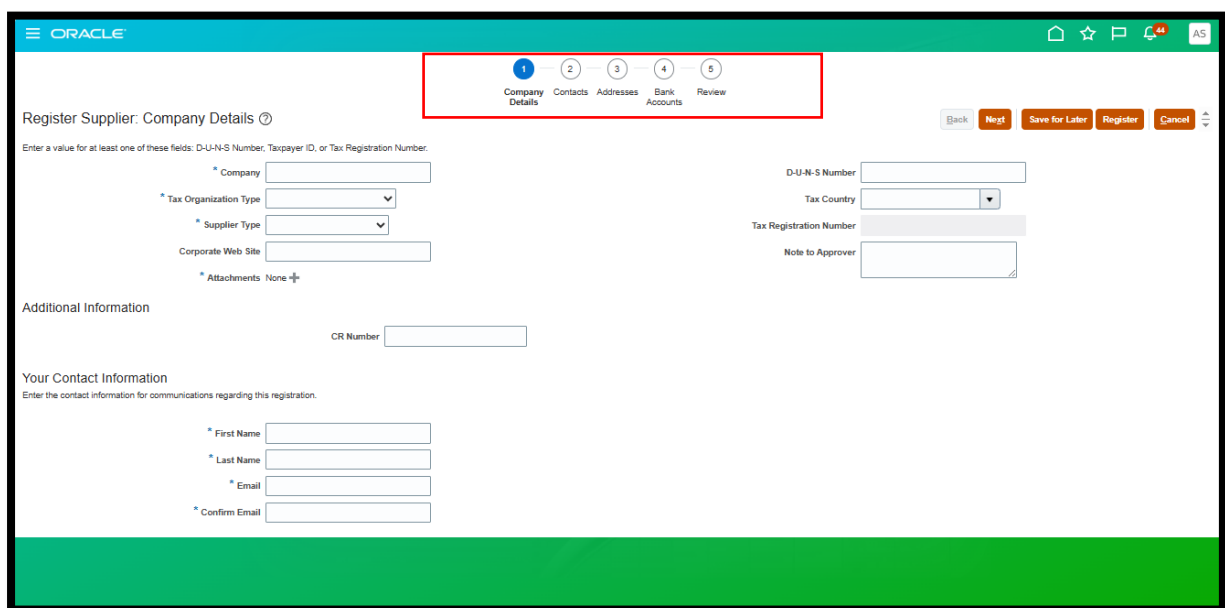 ORACLE
44
AS
1 2 3 4 5
Company Details Contacts Addresses Bank Accounts Review
Register Supplier: Company Details
Back Next Save for Later Register Cancel
Enter a value for at least one of these fields: D-U-N-S Number, Taxpayer ID, or Tax Registration Number.
* Company
* Tax Organization Type
* Supplier Type
Corporate Web Site
* Attachments None
D-U-N-S Number
Tax Country
Tax Registration Number
Note to Approver
Additional Information
CR Number
Your Contact Information
Enter the contact information for communications regarding this registration.
* First Name
* Last Name
* Email
* Confirm Email